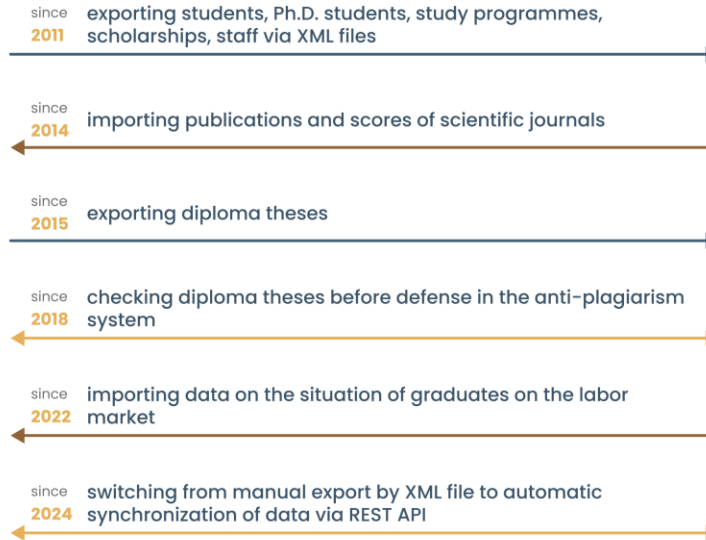 since
2011
exporting students, Ph.D. students, study programmes,
scholarships, staff via XML files
since
2014
importing publications and scores of scientific journals
since
2015
exporting diploma theses
since
2018
checking diploma theses before defense in the anti-plagiarism
system
since
2022
importing data on the situation of graduates on the labor
market
since
2024
switching from manual export by XML file to automatic
synchronization of data via REST API